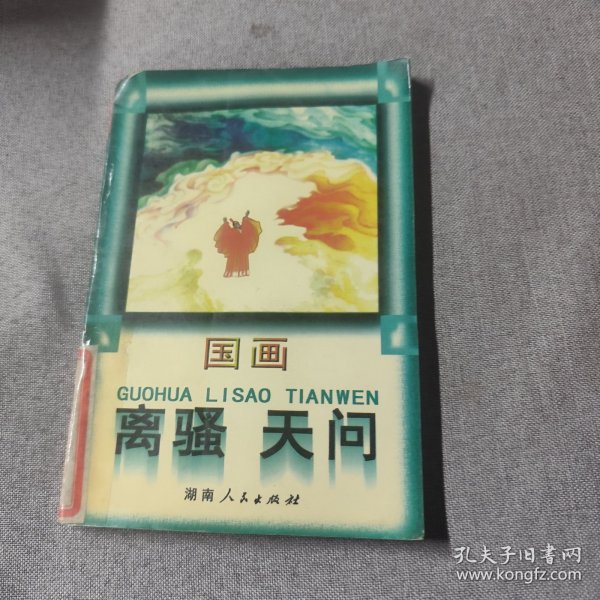 国画
GUOHUA LISAO TIANWEN
离骚 天问
湖南人民出版社
孔夫子旧书网
www.kongfz.com